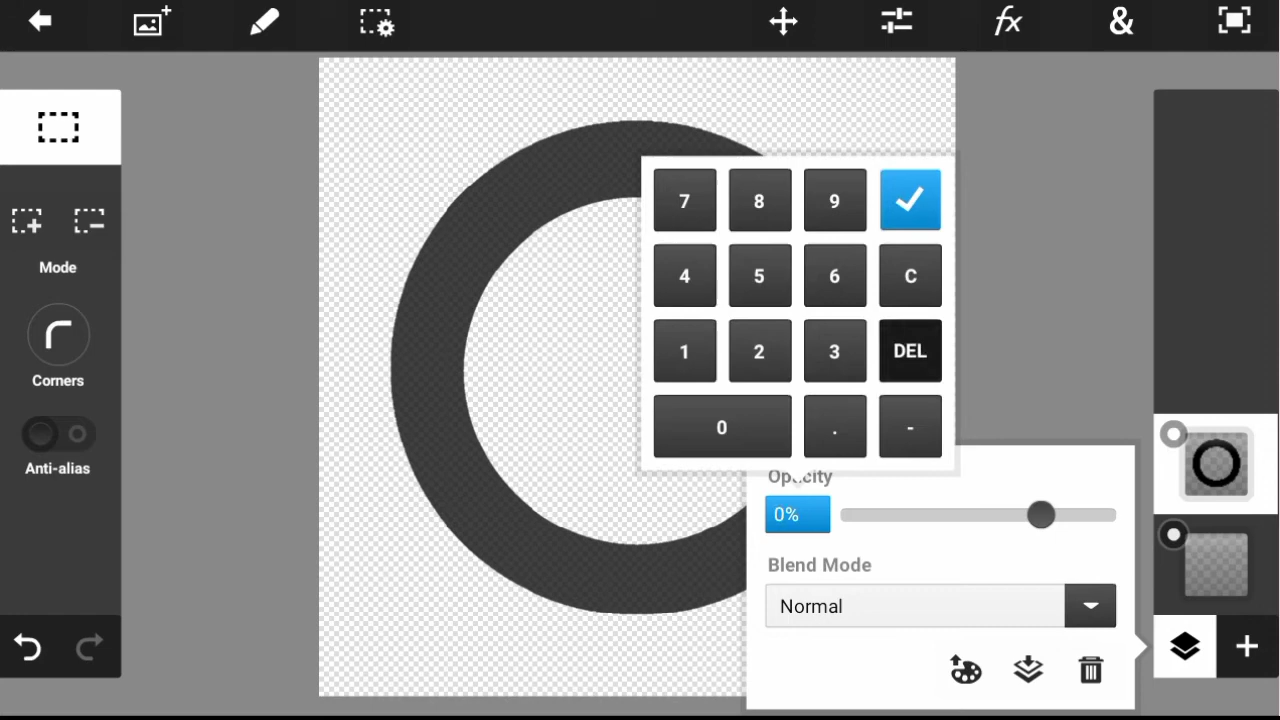 fx
&
Mode
Corners
Anti-alias
7 8 9
4 5 6 C
1 2 3 DEL
0 . -
Opacity
0%
Blend Mode
Normal